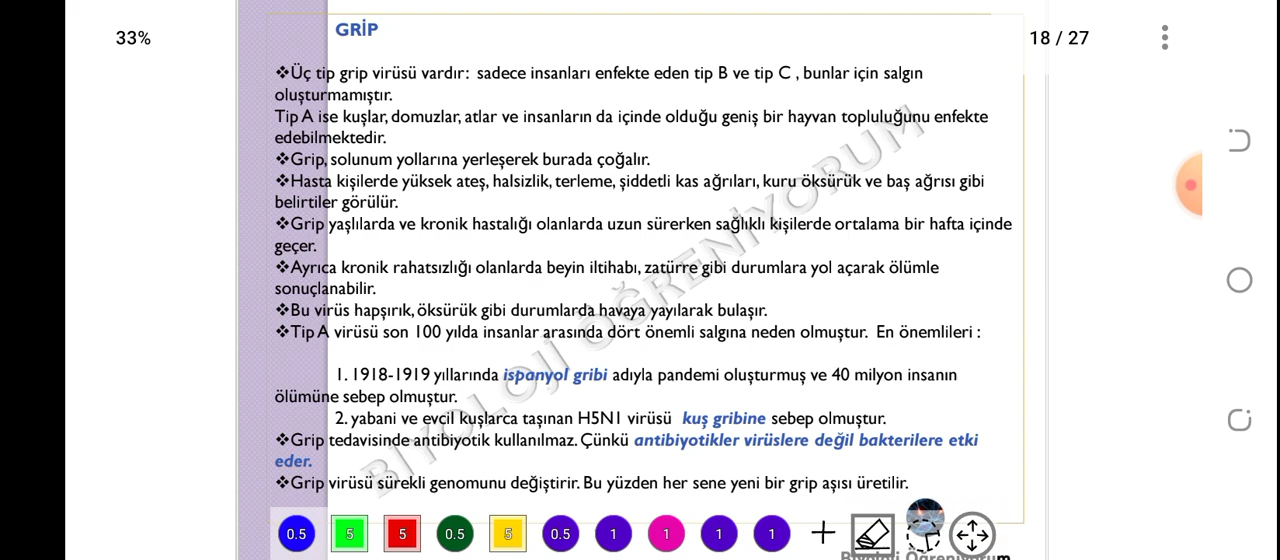 33%
GRİP
18 / 27
❖Üç tip grip virüsü vardır: sadece insanları enfekte eden tip B ve tip C , bunlar için salgın
oluşturmamıştır.
Tip A ise kuşlar, domuzlar, atlar ve insanların da içinde olduğu geniş bir hayvan topluluğunu enfekte
edebilmektedir.
❖Grip, solunum yollarına yerleşerek burada çoğalır.
❖Hasta kişilerde yüksek ateş, halsizlik, terleme, şiddetli kas ağrıları, kuru öksürük ve baş ağrısı gibi
belirtiler görülür.
❖Grip yaşlılarda ve kronik hastalığı olanlarda uzun sürerken sağlıklı kişilerde ortalama bir hafta içinde
geçer.
❖Ayrıca kronik rahatsızlığı olanlarda beyin iltihabı, zatürre gibi durumlara yol açarak ölümle
sonuçlanabilir.
❖Bu virüs hapşırık, öksürük gibi durumlarda havaya yayılarak bulaşır.
❖Tip A virüsü son 100 yılda insanlar arasında dört önemli salgına neden olmuştur. En önemlileri :
1. 1918-1919 yıllarında ispanyol gribi adıyla pandemi oluşturmuş ve 40 milyon insanın
ölümüne sebep olmuştur.
2. yabani ve evcil kuşlarca taşınan H5N1 virüsü kuş gribine sebep olmuştur.
❖Grip tedavisinde antibiyotik kullanılmaz. Çünkü antibiyotikler virüslere değil bakterilere etki
eder.
❖Grip virüsü sürekli genomunu değiştirir. Bu yüzden her sene yeni bir grip aşısı üretilir.
BİYOLOJİ ÖĞRENİYORUM
0.5 5 5 0.5 5 0.5 1 1 1 1
Biyoloji Öğreniyorum